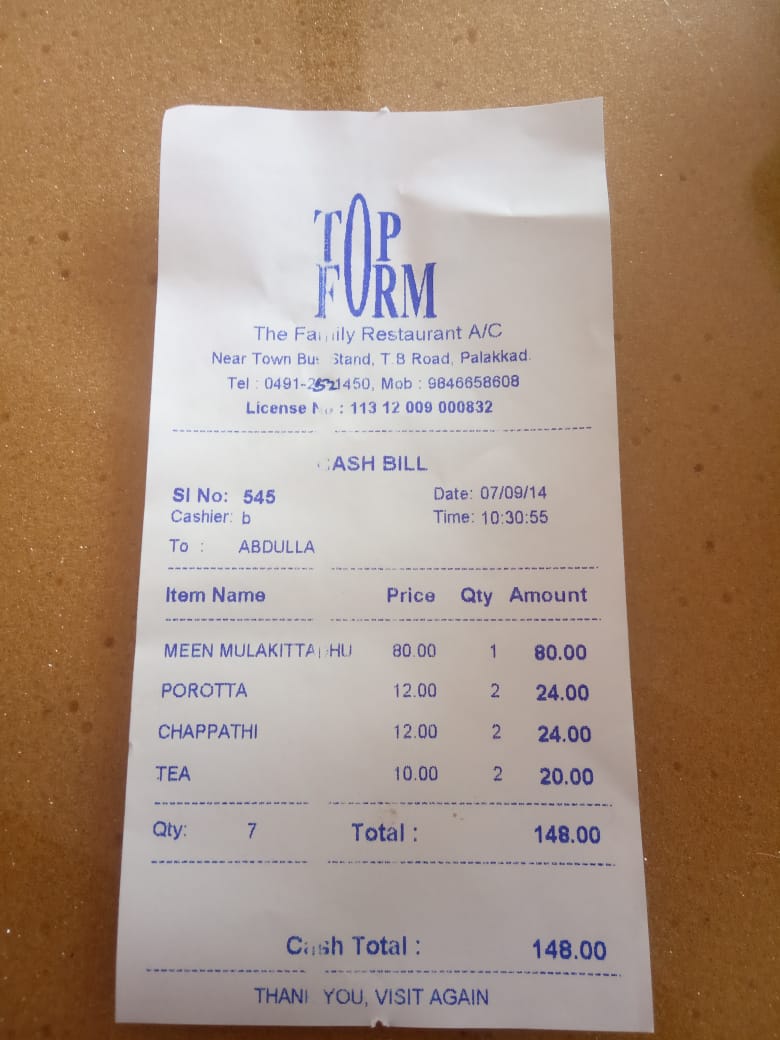 TOP
FORM
The Family Restaurant A/C
Near Town Bus Stand, T.B Road, Palakkad.
Tel : 0491-2521450, Mob : 9846658608
License No : 113 12 009 000832
CASH BILL
Sl No: 545 Date: 07/09/14
Cashier: b Time: 10:30:55
To : ABDULLA
Item Name Price Qty Amount
MEEN MULAKITTATHU 80.00 1 80.00
POROTTA 12.00 2 24.00
CHAPPATHI 12.00 2 24.00
TEA 10.00 2 20.00
Qty: 7 Total : 148.00
Cash Total : 148.00
THANK YOU, VISIT AGAIN